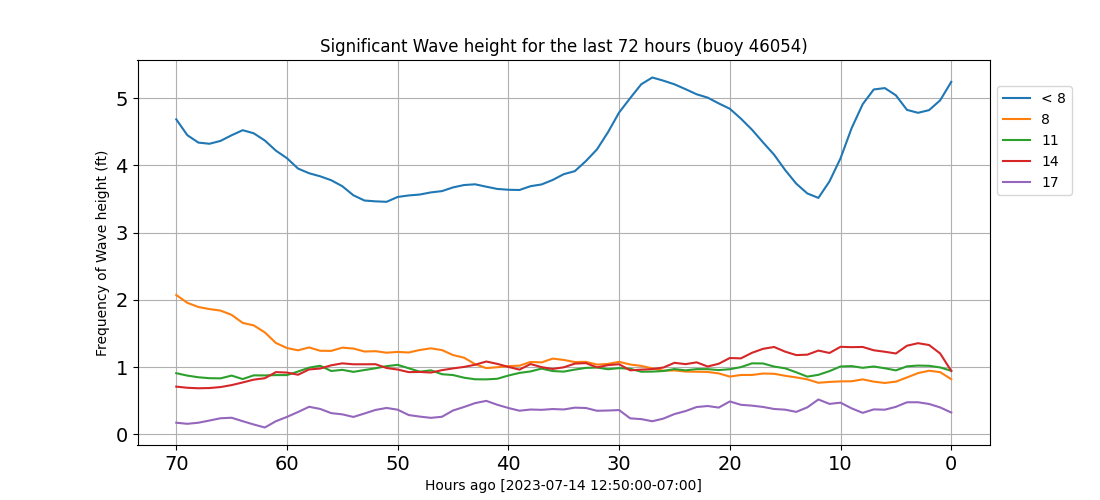 Significant Wave height for the last 72 hours (buoy 46054)
Frequency of Wave height (ft)
5
4
3
2
1
0
70 60 50 40 30 20 10 0
Hours ago [2023-07-14 12:50:00-07:00]
< 8
8
11
14
17